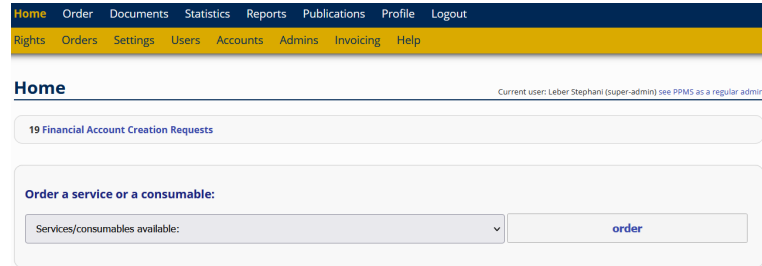 Home Order Documents Statistics Reports Publications Profile Logout
Rights Orders Settings Users Accounts Admins Invoicing Help
Home
Current user: Leber Stephani (super-admin) see PPMS as a regular admin
19 Financial Account Creation Requests
Order a service or a consumable:
Services/consumables available:
order